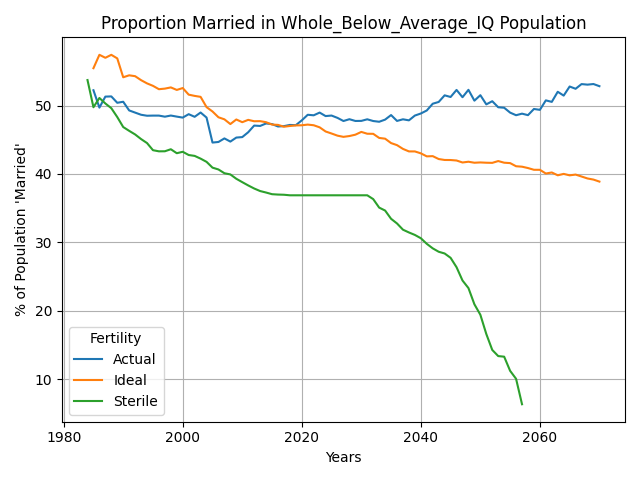 Proportion Married in Whole_Below_Average_IQ Population
% of Population 'Married'
50
40
30
20
10
Fertility
Actual
Ideal
Sterile
1980
2000
2020
2040
2060
Years